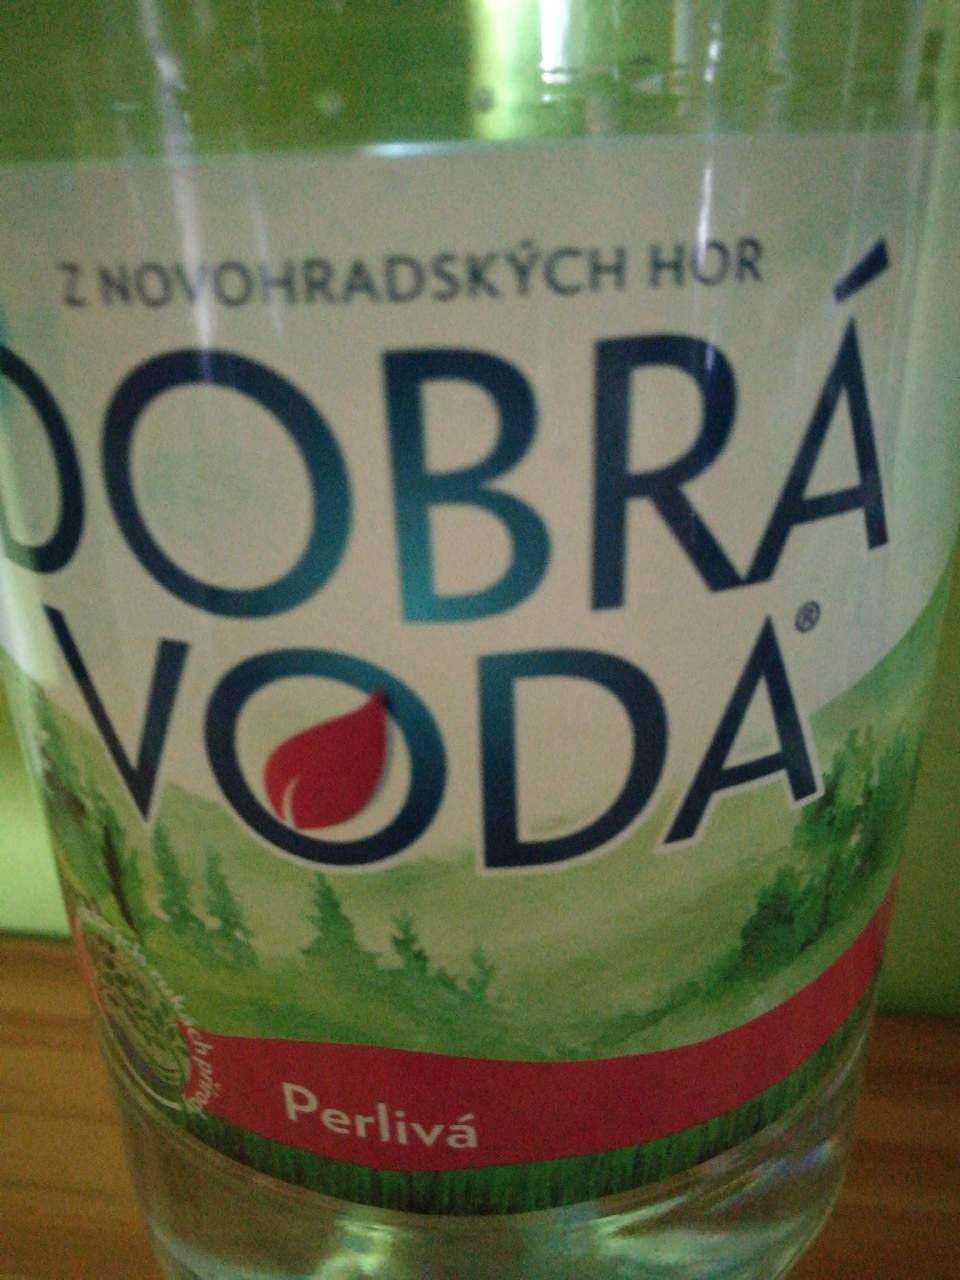 Z NOVOHRADSKÝCH HOR
DOBRÁ
VODA®
Perlivá